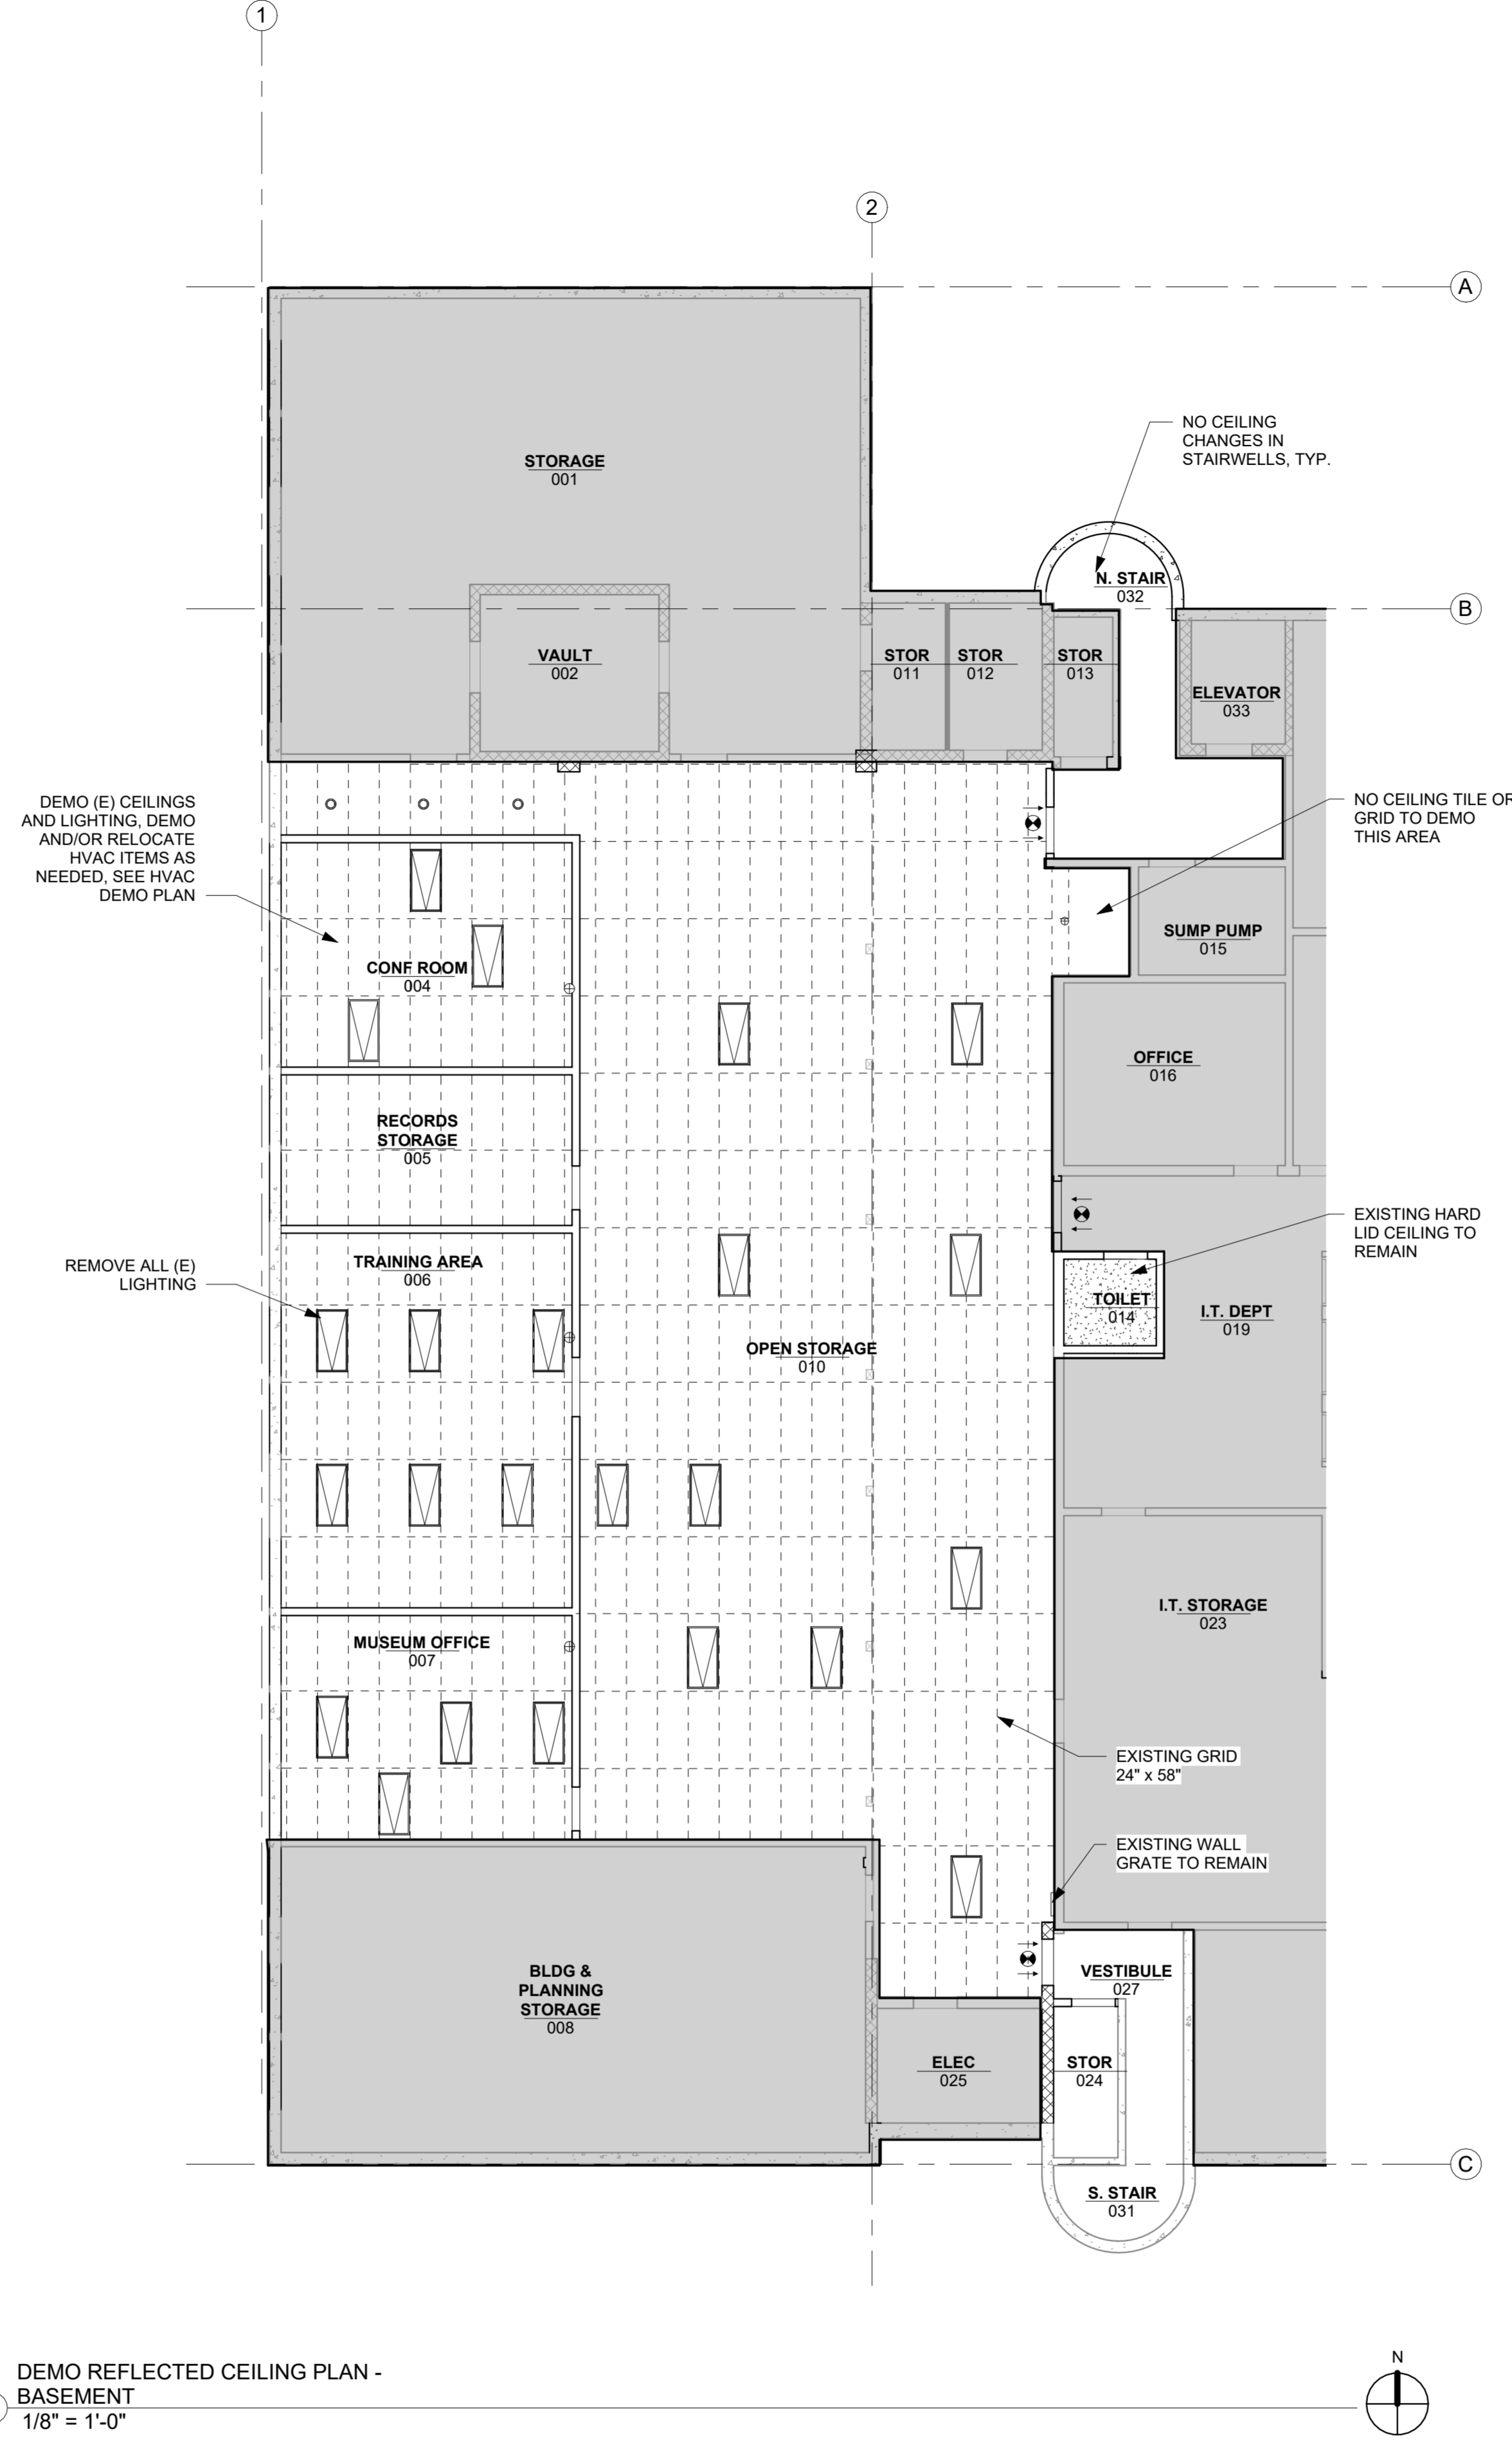 1
2
A
STORAGE
001
NO CEILING
CHANGES IN
STAIRWELLS, TYP.
N. STAIR
032
B
VAULT
002
STOR
011
STOR
012
STOR
013
ELEVATOR
033
DEMO (E) CEILINGS
AND LIGHTING, DEMO
AND/OR RELOCATE
HVAC ITEMS AS
NEEDED, SEE HVAC
DEMO PLAN
NO CEILING TILE OR
GRID TO DEMO
THIS AREA
CONF ROOM
004
SUMP PUMP
015
OFFICE
016
RECORDS
STORAGE
005
REMOVE ALL (E)
LIGHTING
TRAINING AREA
006
EXISTING HARD
LID CEILING TO
REMAIN
TOILET
014
I.T. DEPT
019
OPEN STORAGE
010
I.T. STORAGE
023
MUSEUM OFFICE
007
EXISTING GRID
24" x 58"
EXISTING WALL
GRATE TO REMAIN
BLDG &
PLANNING
STORAGE
008
VESTIBULE
027
ELEC
025
STOR
024
C
S. STAIR
031
DEMO REFLECTED CEILING PLAN -
BASEMENT
1/8" = 1'-0"
N